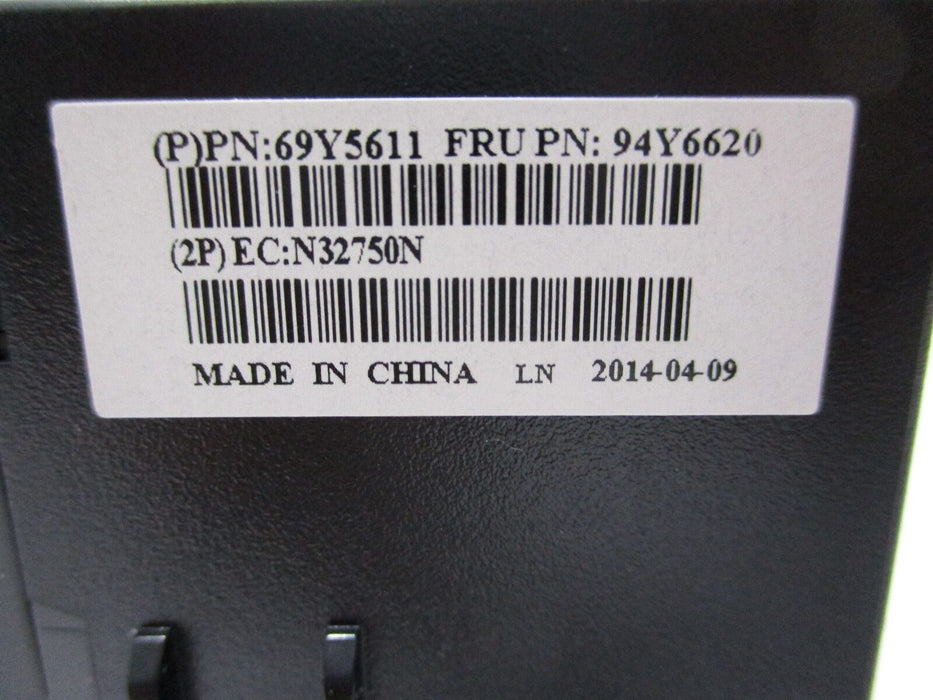 (P)PN:69Y5611 FRU PN: 94Y6620
(2P) EC:N32750N
MADE IN CHINA LN 2014-04-09